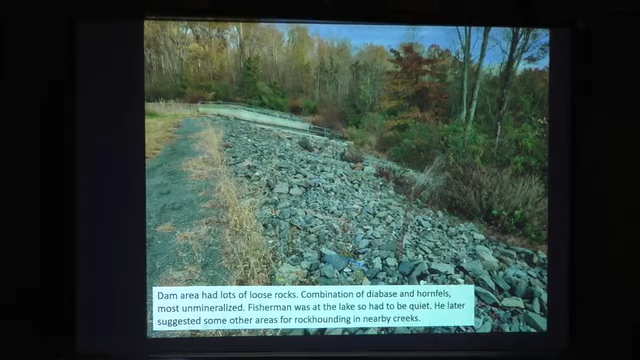 Dam area had lots of loose rocks. Combination of diabase and hornfels,
most unmineralized. Fisherman was at the lake so had to be quiet. He later
suggested some other areas for rockhounding in nearby creeks.